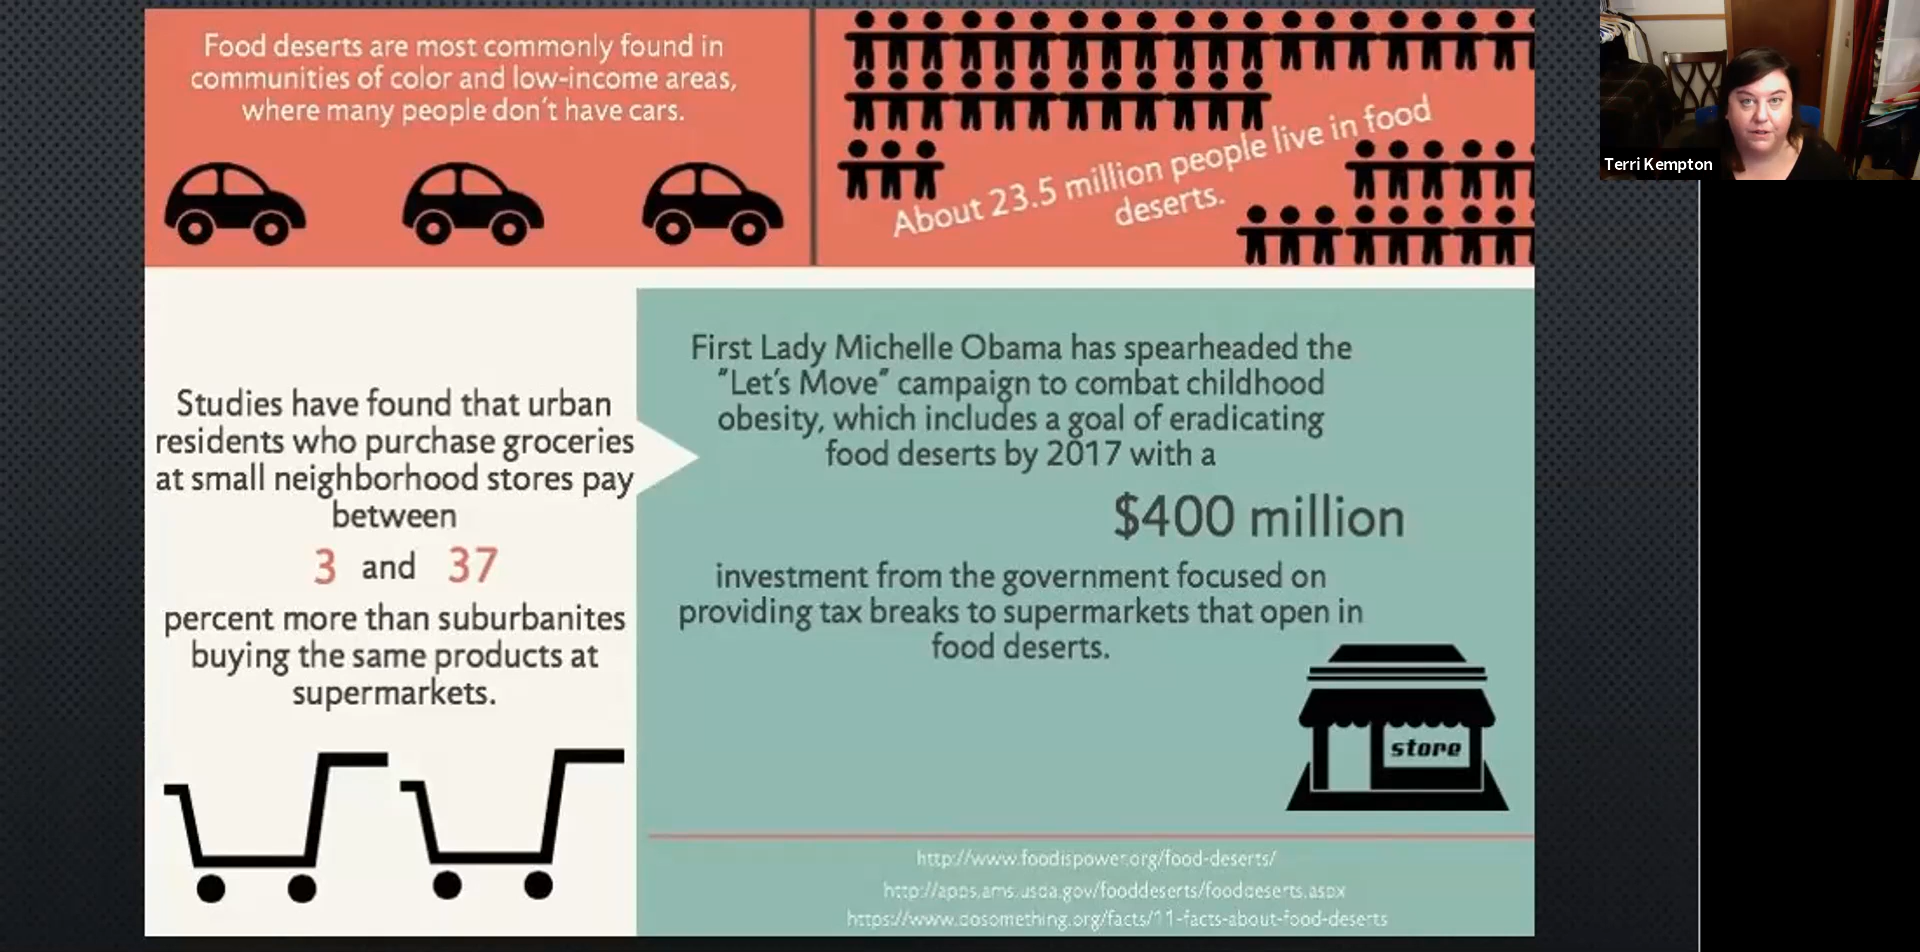 Food deserts are most commonly found in
communities of color and low-income areas,
where many people don't have cars.
About 23.5 million people live in food
deserts.
Terri Kempton
Studies have found that urban
residents who purchase groceries
at small neighborhood stores pay
between
3 and 37
percent more than suburbanites
buying the same products at
supermarkets.
First Lady Michelle Obama has spearheaded the
"Let's Move" campaign to combat childhood
obesity, which includes a goal of eradicating
food deserts by 2017 with a
$400 million
investment from the government focused on
providing tax breaks to supermarkets that open in
food deserts.
store
http://www.foodispower.org/food-deserts/
http://apps.ams.usda.gov/fooddeserts/fooddeserts.aspx
https://www.dosomething.org/facts/11-facts-about-food-deserts